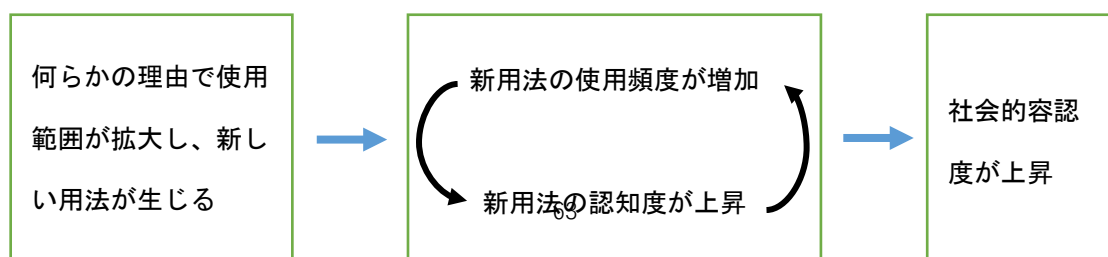 何らかの理由で使用
範囲が拡大し、新し
い用法が生じる
新用法の使用頻度が増加
新用法の認知度が上昇
63
社会的容認
度が上昇